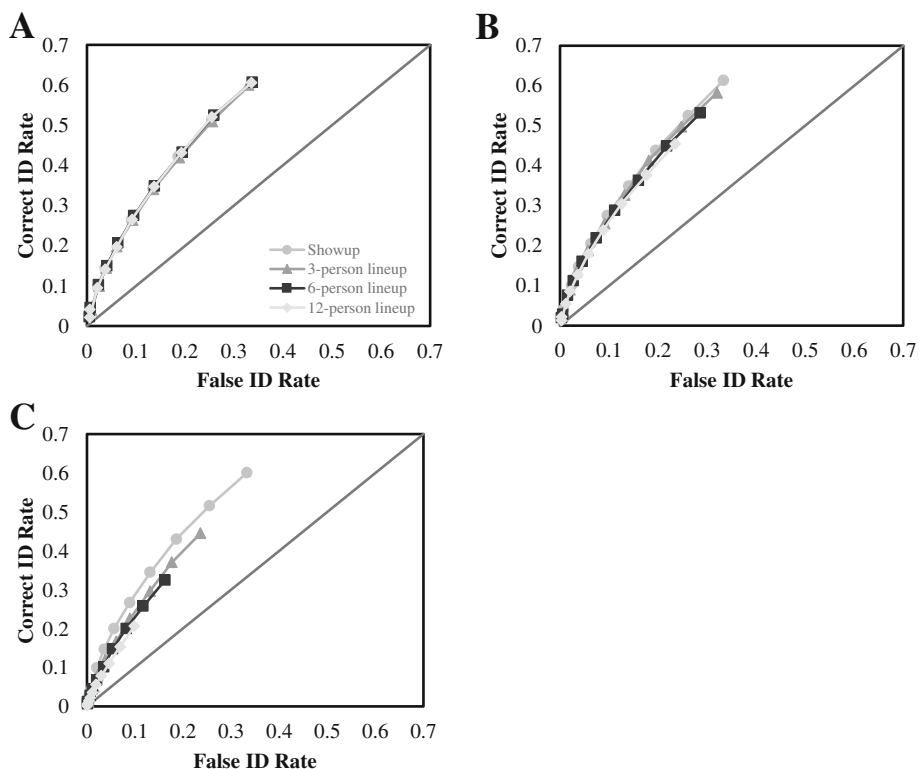 A
0.7
0.6
0.5
0.4
0.3
0.2
0.1
0
Correct ID Rate
Showup
3-person lineup
6-person lineup
12-person lineup
0 0.1 0.2 0.3 0.4 0.5 0.6 0.7
False ID Rate
B
0.7
0.6
0.5
0.4
0.3
0.2
0.1
0
Correct ID Rate
0 0.1 0.2 0.3 0.4 0.5 0.6 0.7
False ID Rate
C
0.7
0.6
0.5
0.4
0.3
0.2
0.1
0
Correct ID Rate
0 0.1 0.2 0.3 0.4 0.5 0.6 0.7
False ID Rate